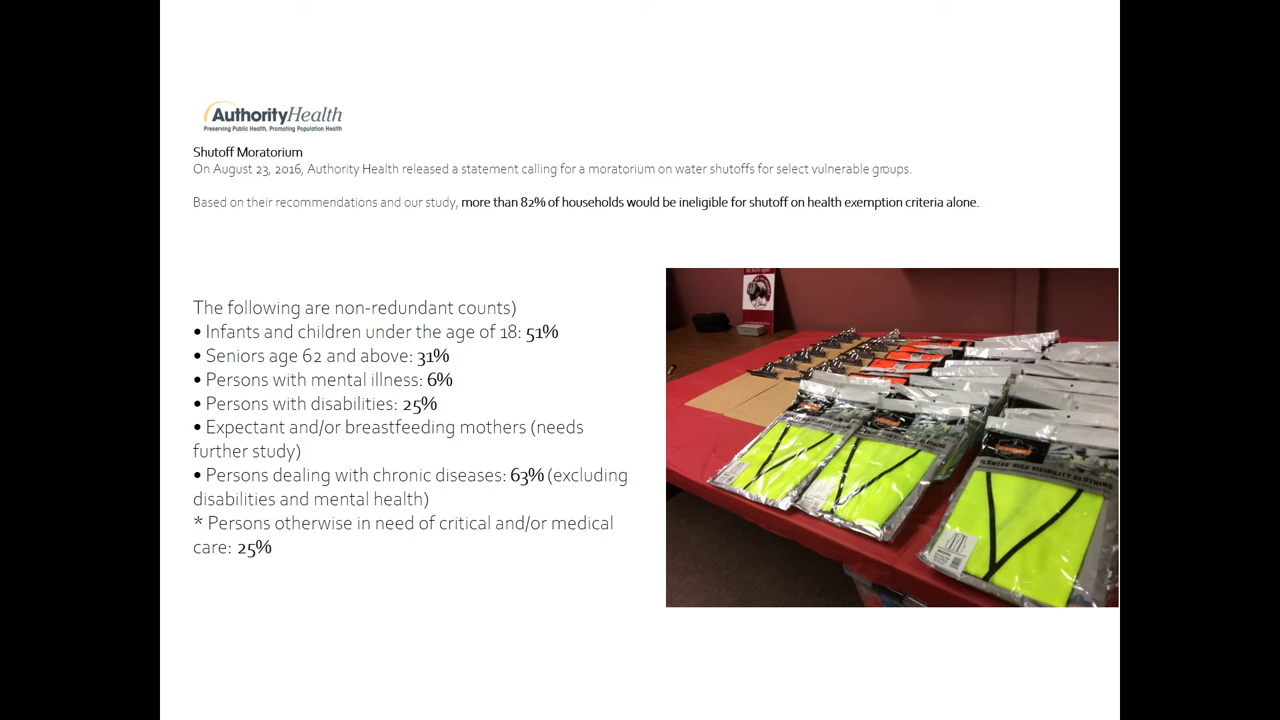 AuthorityHealth
Preserving Public Health, Promoting Population Health
Shutoff Moratorium
On August 23, 2016, Authority Health released a statement calling for a moratorium on water shutoffs for select vulnerable groups.
Based on their recommendations and our study, more than 82% of households would be ineligible for shutoff on health exemption criteria alone.
The following are non-redundant counts)
• Infants and children under the age of 18: 51%
• Seniors age 62 and above: 31%
• Persons with mental illness: 6%
• Persons with disabilities: 25%
• Expectant and/or breastfeeding mothers (needs
further study)
• Persons dealing with chronic diseases: 63% (excluding
disabilities and mental health)
* Persons otherwise in need of critical and/or medical
care: 25%
HIGH VISIBILITY CLOTHING